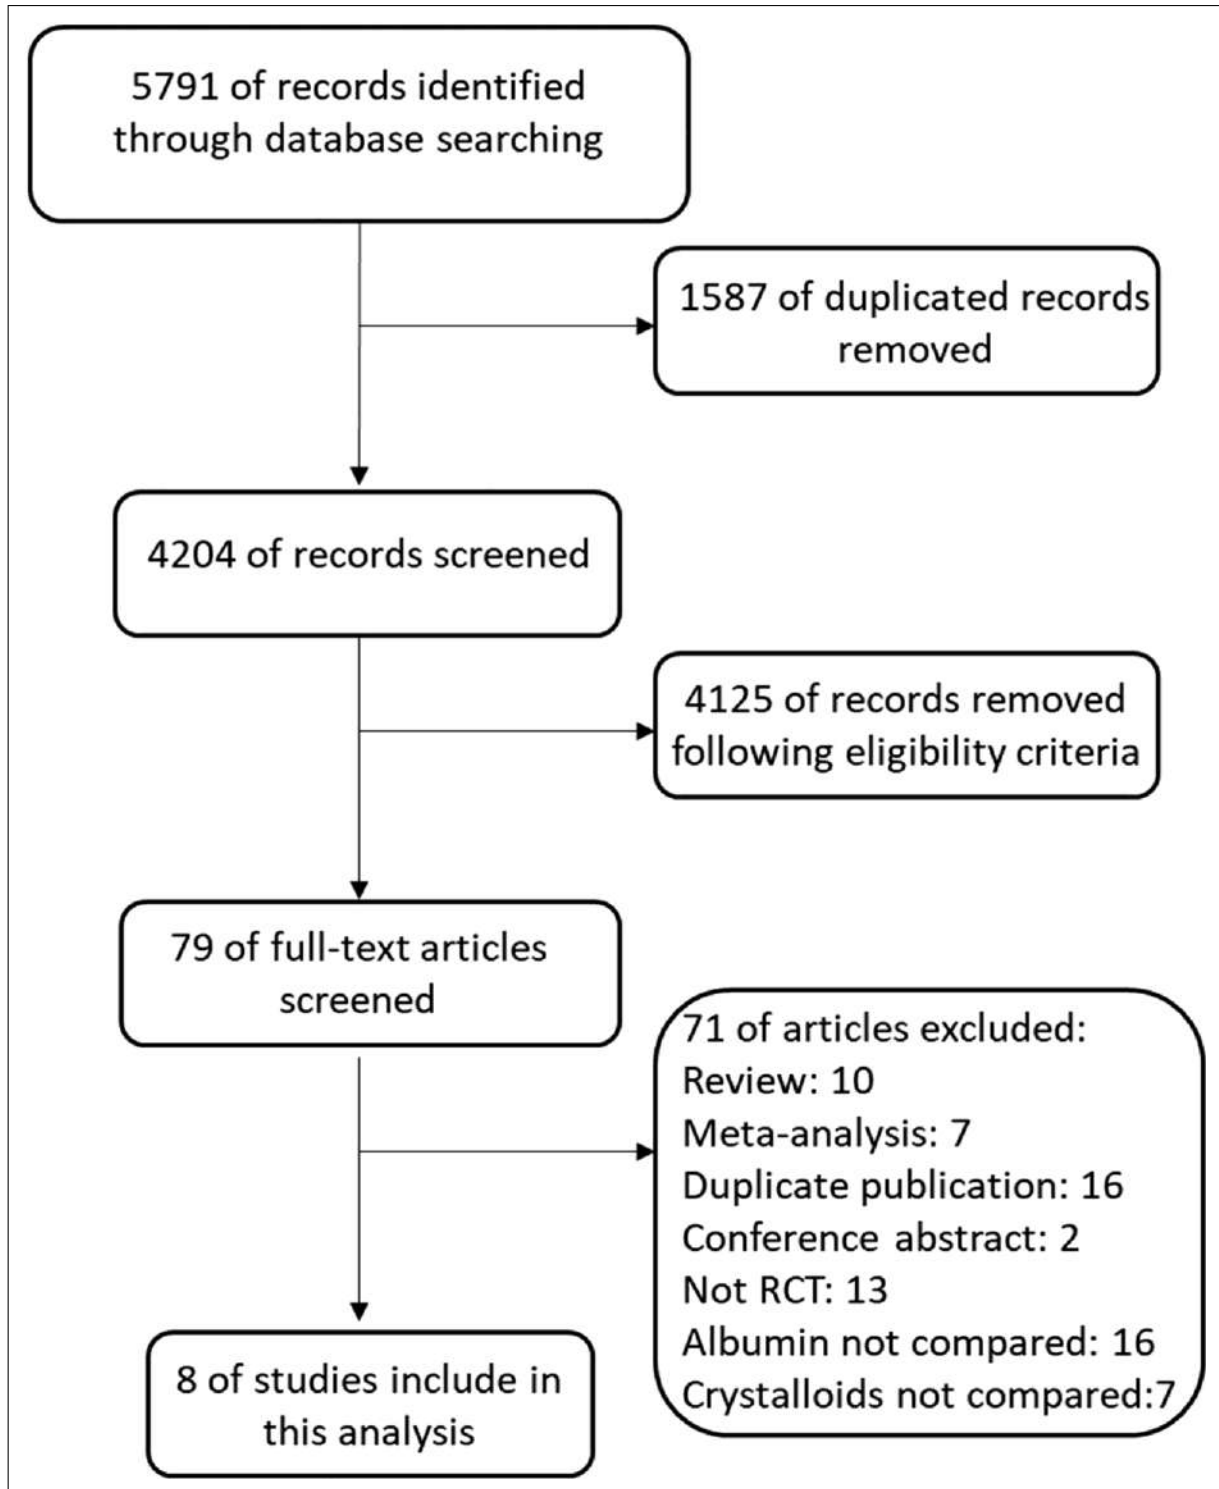 5791 of records identified
through database searching
1587 of duplicated records
removed
4204 of records screened
4125 of records removed
following eligibility criteria
79 of full-text articles
screened
71 of articles excluded:
Review: 10
Meta-analysis: 7
Duplicate publication: 16
Conference abstract: 2
Not RCT: 13
Albumin not compared: 16
Crystalloids not compared:7
8 of studies include in
this analysis